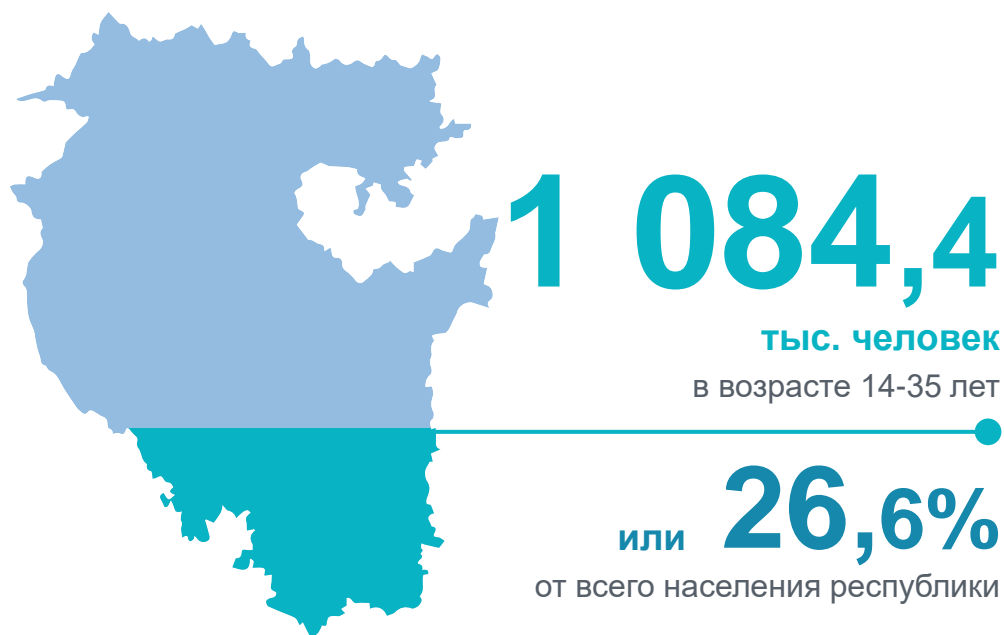 1 084,4
тыс. человек
в возрасте 14-35 лет
или 26,6%
от всего населения республики